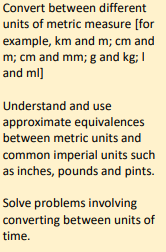 Convert between different
units of metric measure [for
example, km and m; cm and
m; cm and mm; g and kg; l
and ml]
Understand and use
approximate equivalences
between metric units and
common imperial units such
as inches, pounds and pints.
Solve problems involving
converting between units of
time.